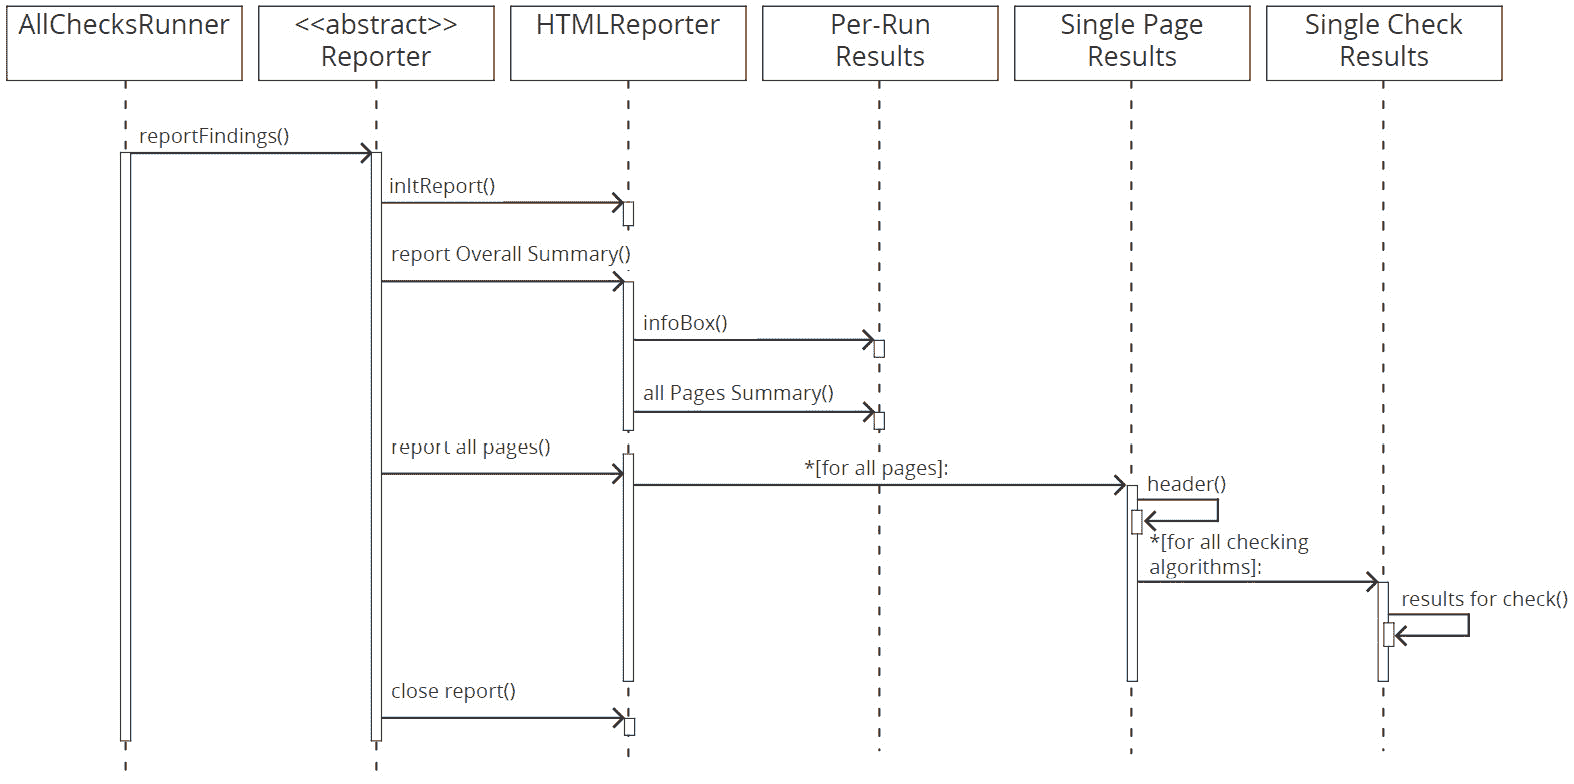 AllChecksRunner
<<abstract>>
Reporter
HTMLReporter
Per-Run
Results
Single Page
Results
Single Check
Results
reportFindings()
inItReport()
report Overall Summary()
infoBox()
all Pages Summary()
report all pages()
*[for all pages]:
header()
*[for all checking
algorithms]:
results for check()
close report()